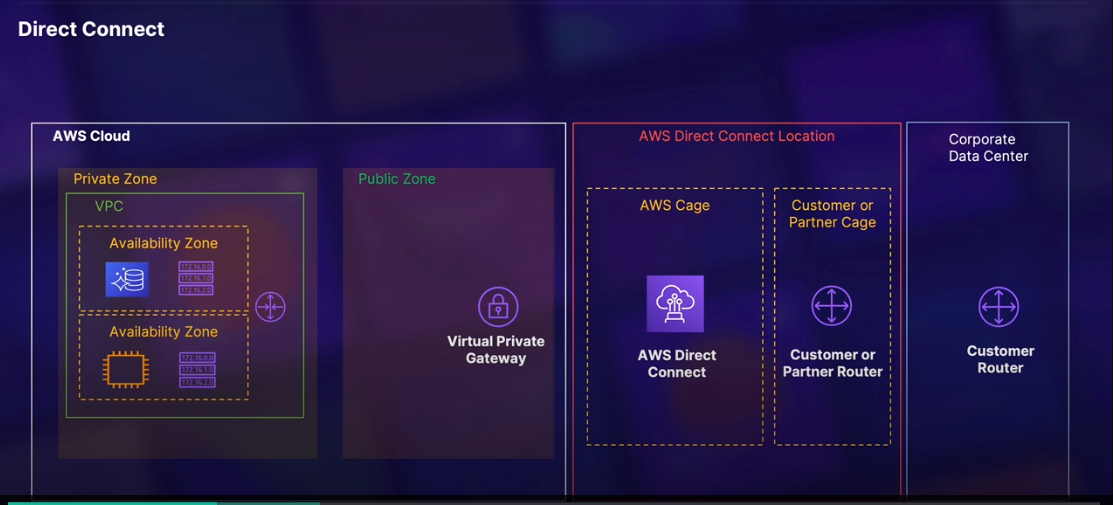 Direct Connect
AWS Cloud
Private Zone
VPC
Availability Zone
172.16.0.0
172.16.1.0
172.16.2.0
Availability Zone
172.16.0.0
172.16.1.0
172.16.2.0
Public Zone
Virtual Private
Gateway
AWS Direct Connect Location
AWS Cage
AWS Direct
Connect
Customer or
Partner Cage
Customer or
Partner Router
Corporate
Data Center
Customer
Router